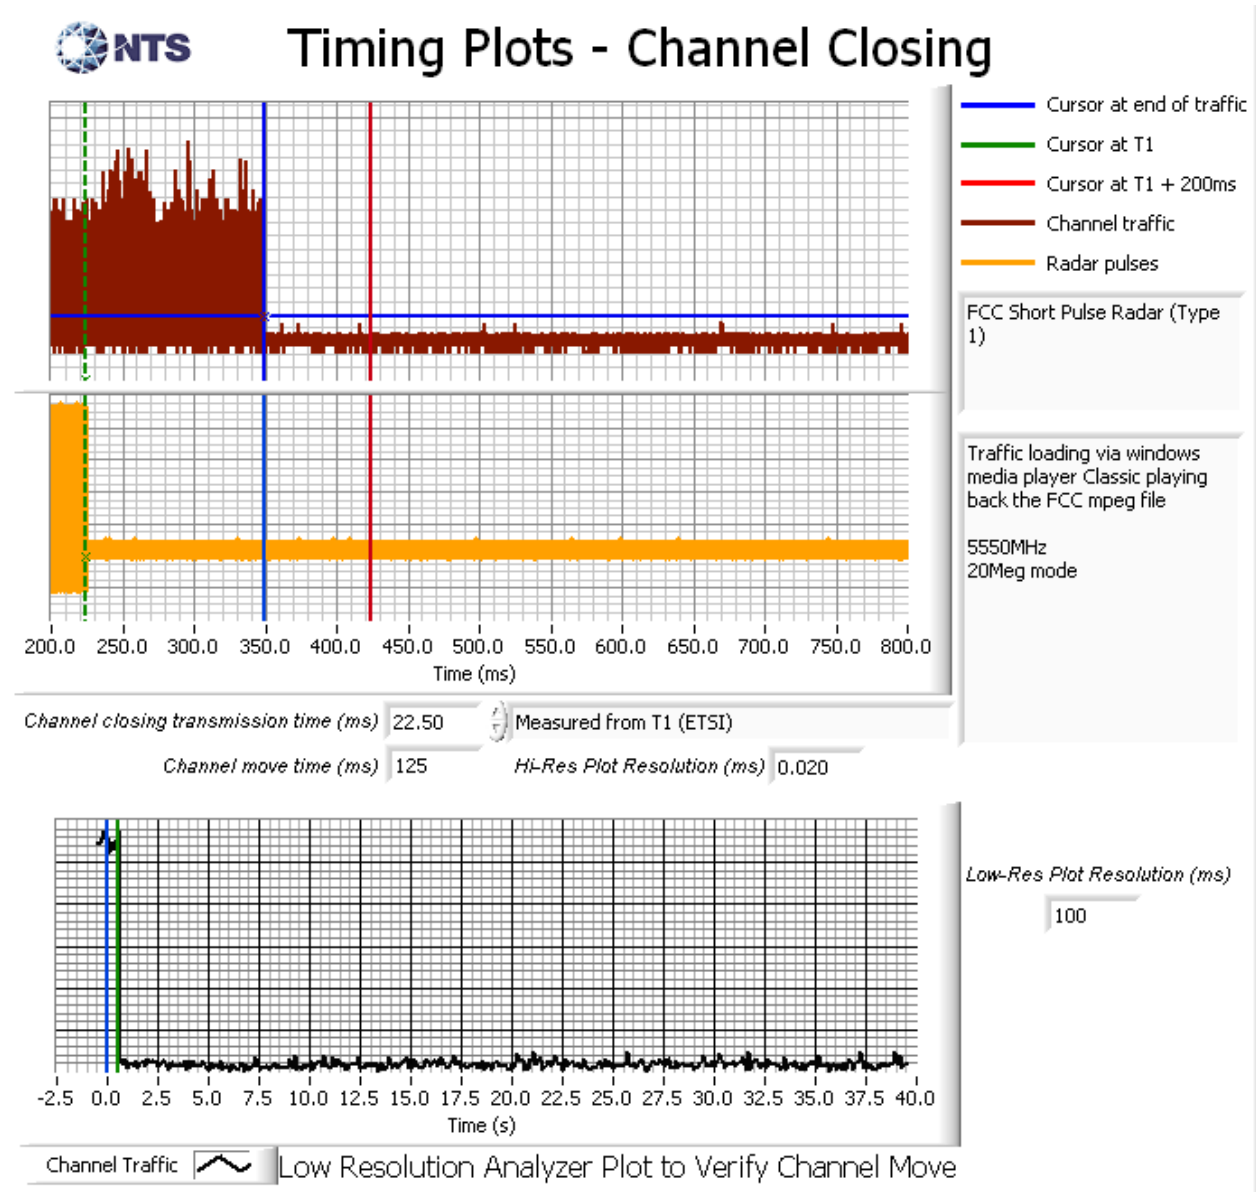 NTS
Timing Plots - Channel Closing
Cursor at end of traffic
Cursor at T1
Cursor at T1 + 200ms
Channel traffic
Radar pulses
FCC Short Pulse Radar (Type
1)
Traffic loading via windows
media player Classic playing
back the FCC mpeg file
5550MHz
20Meg mode
200.0 250.0 300.0 350.0 400.0 450.0 500.0 550.0 600.0 650.0 700.0 750.0 800.0
Time (ms)
Channel closing transmission time (ms) 22.50 Measured from T1 (ETSI)
Channel move time (ms) 125 Hi-Res Plot Resolution (ms) 0.020
Low-Res Plot Resolution (ms)
100
-2.5 0.0 2.5 5.0 7.5 10.0 12.5 15.0 17.5 20.0 22.5 25.0 27.5 30.0 32.5 35.0 37.5 40.0
Time (s)
Channel Traffic Low Resolution Analyzer Plot to Verify Channel Move